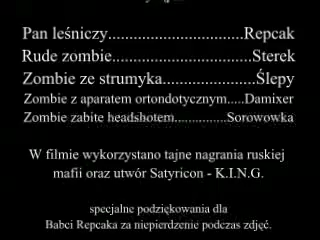 Pan leśniczy................................Repcak
Rude zombie.................................Sterek
Zombie ze strumyka......................Ślepy
Zombie z aparatem ortondotycznym.....Damixer
Zombie zabite headshotem...............Sorowowka
W filmie wykorzystano tajne nagrania ruskiej
mafii oraz utwór Satyricon - K.I.N.G.
specjalne podziękowania dla
Babci Repcaka za niepierdzenie podczas zdjęć.